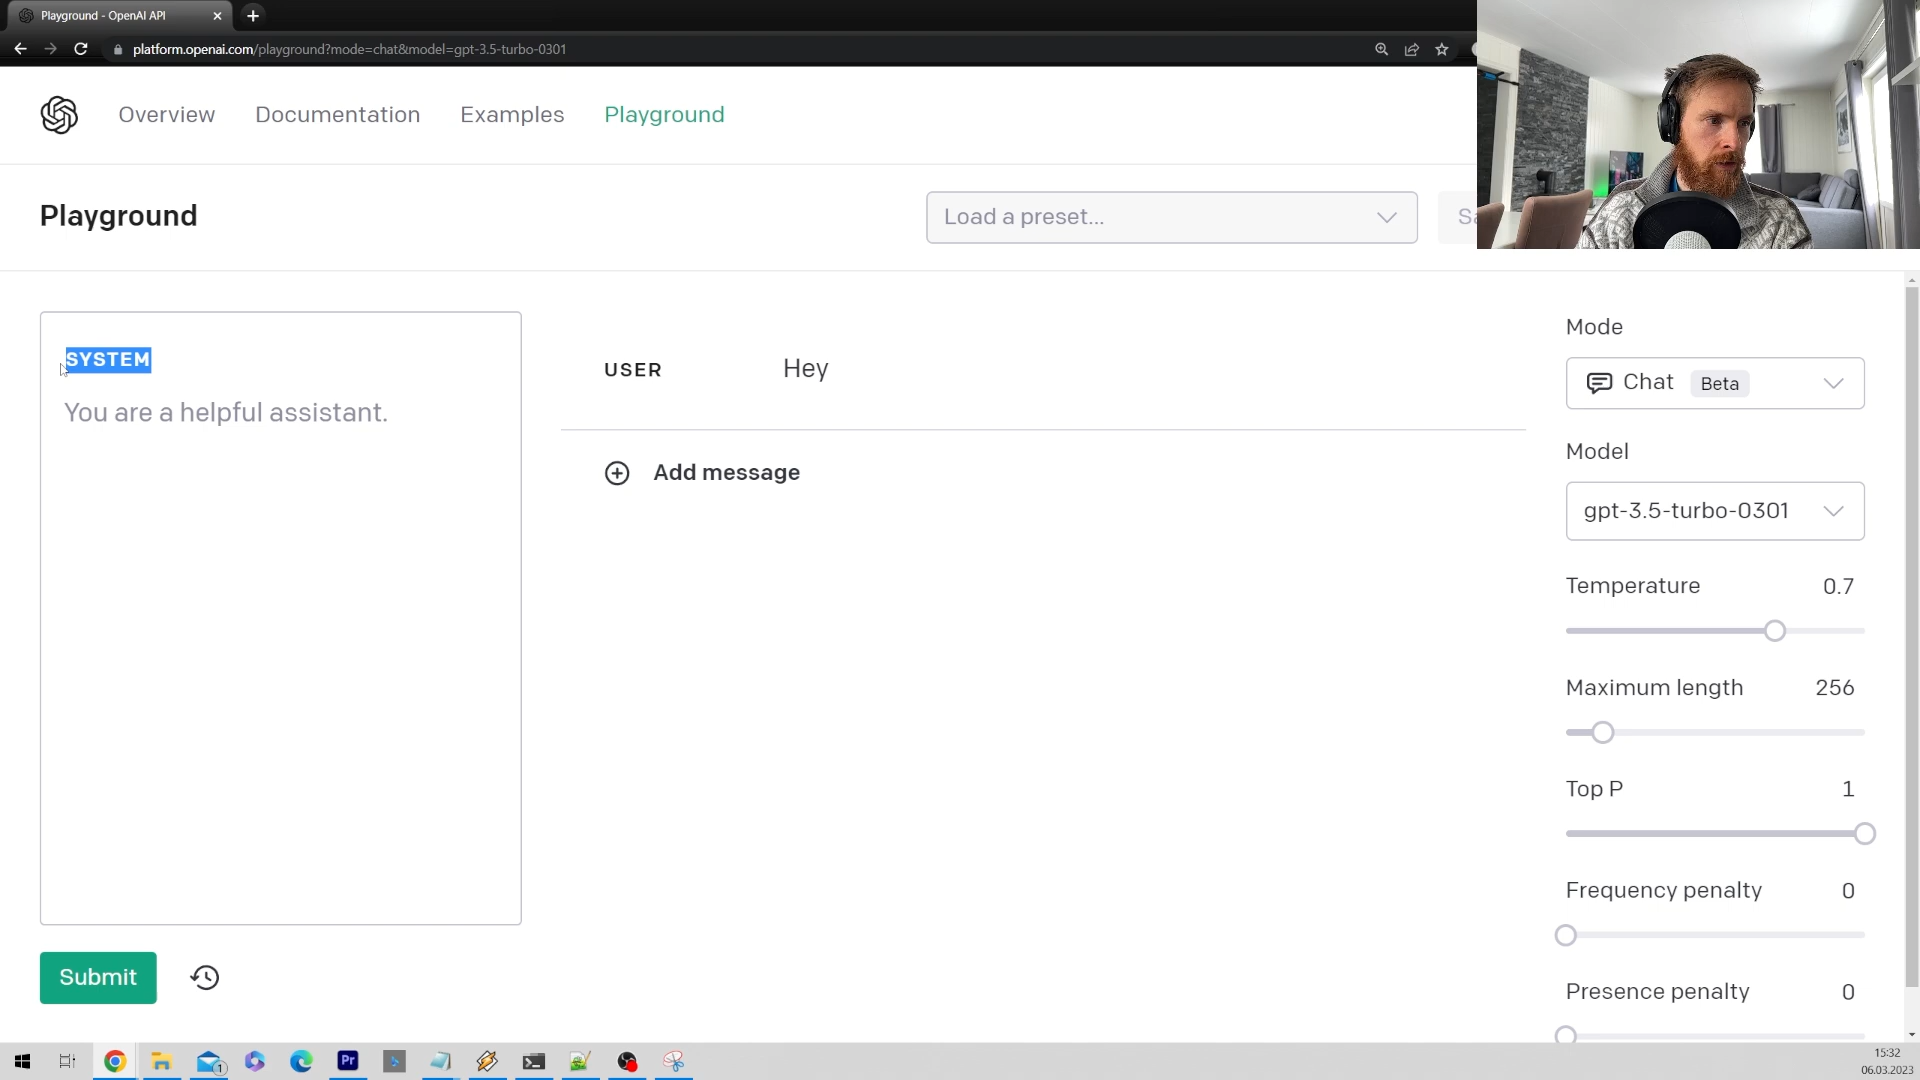 Playground - OpenAI API
platform.openai.com/playground?mode=chat&model=gpt-3.5-turbo-0301
Overview
Documentation
Examples
Playground
Playground
Load a preset...
SYSTEM
You are a helpful assistant.
USER
Hey
Add message
Mode
Chat
Beta
Model
gpt-3.5-turbo-0301
Temperature
0.7
Maximum length
256
Top P
1
Frequency penalty
0
Presence penalty
0
Submit
1
Pr
15:32
06.03.2023